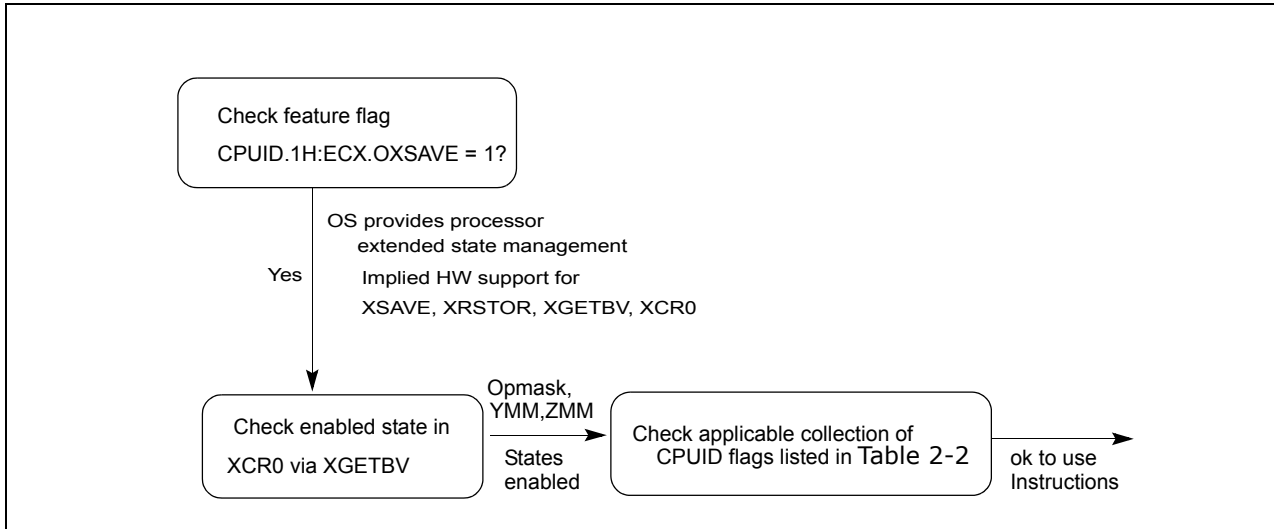 Check feature flag
CPUID.1H:ECX.OXSAVE = 1?
OS provides processor
extended state management
Yes
Implied HW support for
XSAVE, XRSTOR, XGETBV, XCR0
Check enabled state in
XCR0 via XGETBV
Opmask,
YMM,ZMM
States
enabled
Check applicable collection of
CPUID flags listed in Table 2-2
ok to use
Instructions